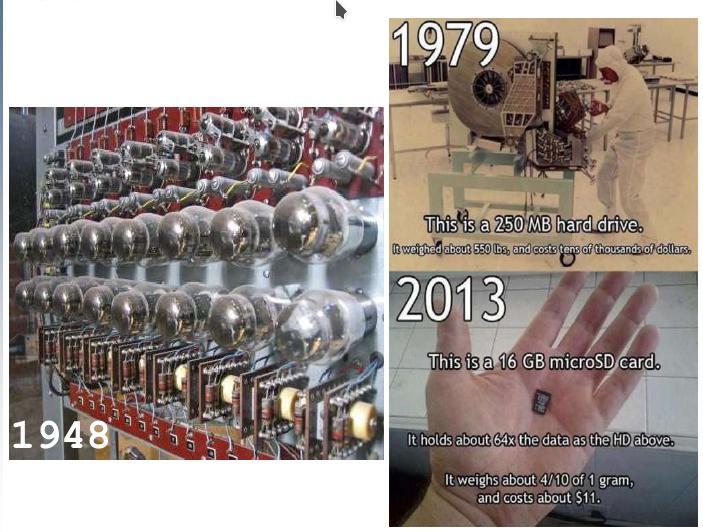 1948
1979
This is a 250 MB hard drive.
It weighed about 550 lbs, and costs tens of thousands of dollars.
2013
This is a 16 GB microSD card.
It holds about 64x the data as the HD above.
It weighs about 4/10 of 1 gram,
and costs about $11.